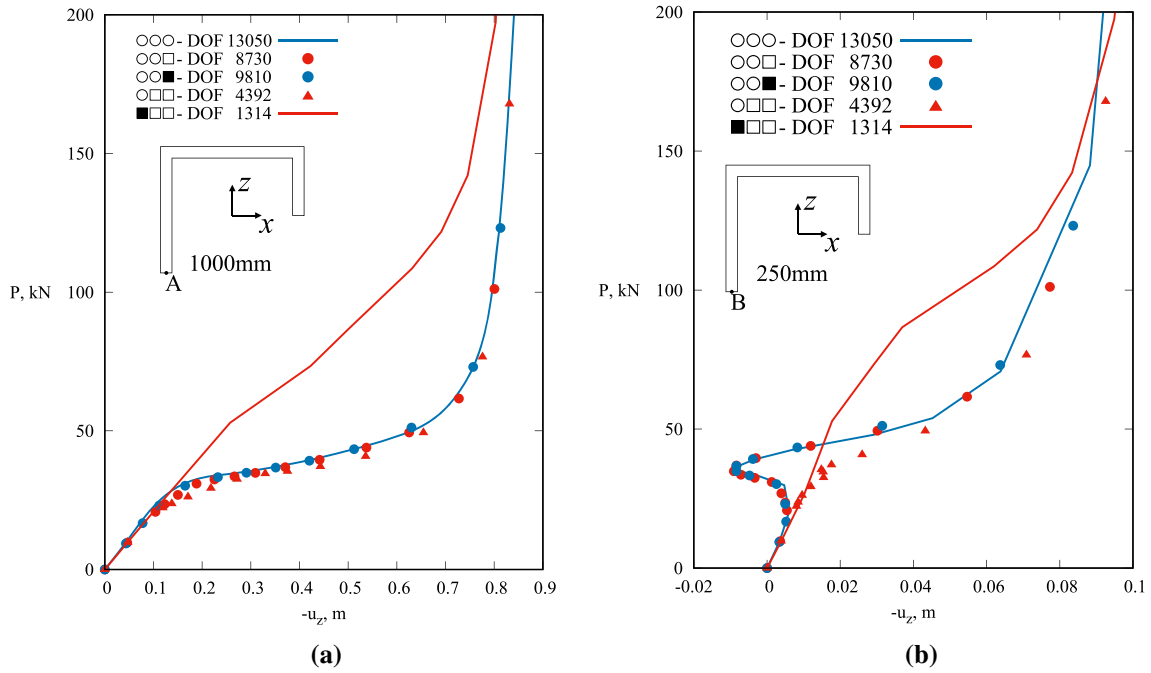 200
○○○- DOF 13050
○○□- DOF 8730
○○■- DOF 9810
○□□- DOF 4392
■□□- DOF 1314
150
z
x
1000mm
A
P, kN
100
50
0
0 0.1 0.2 0.3 0.4 0.5 0.6 0.7 0.8 0.9
-uz, m
(a)
200
○○○- DOF 13050
○○□- DOF 8730
○○■- DOF 9810
○□□- DOF 4392
■□□- DOF 1314
150
z
x
250mm
B
P, kN
100
50
0
-0.02 0 0.02 0.04 0.06 0.08 0.1
-uz, m
(b)